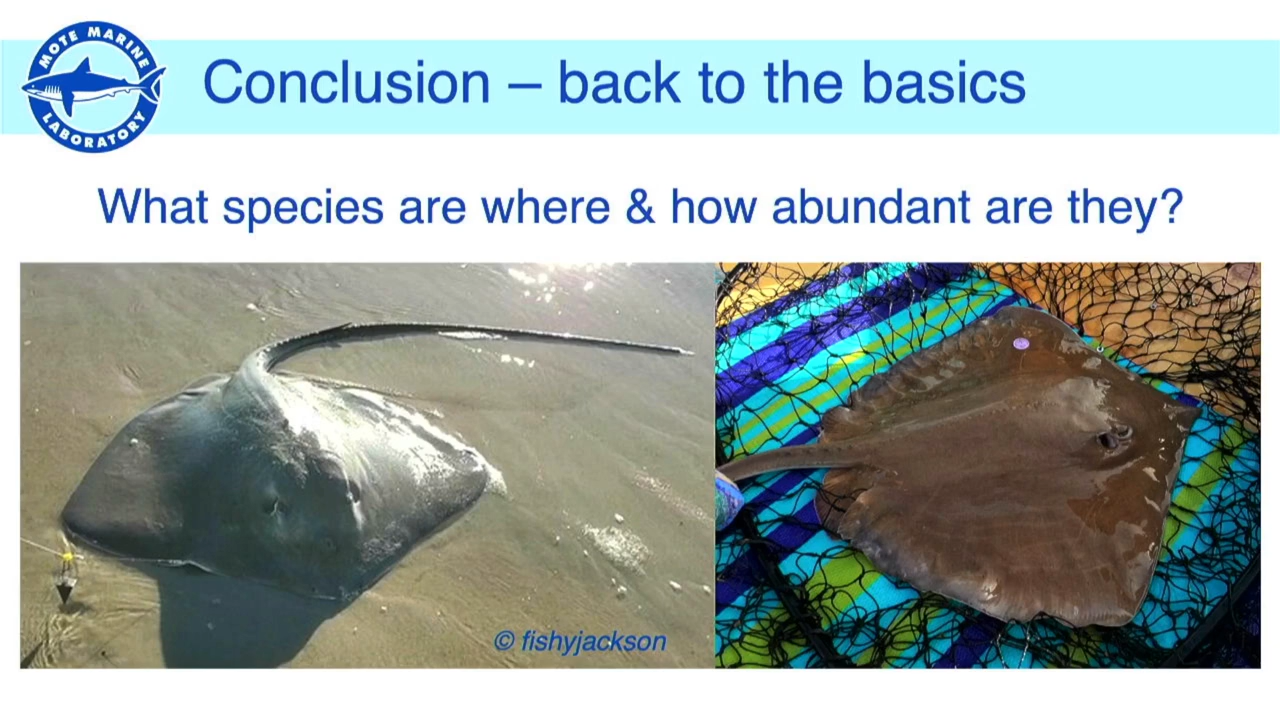 MOTE MARINE
LABORATORY
Conclusion – back to the basics
What species are where & how abundant are they?
© fishyjackson